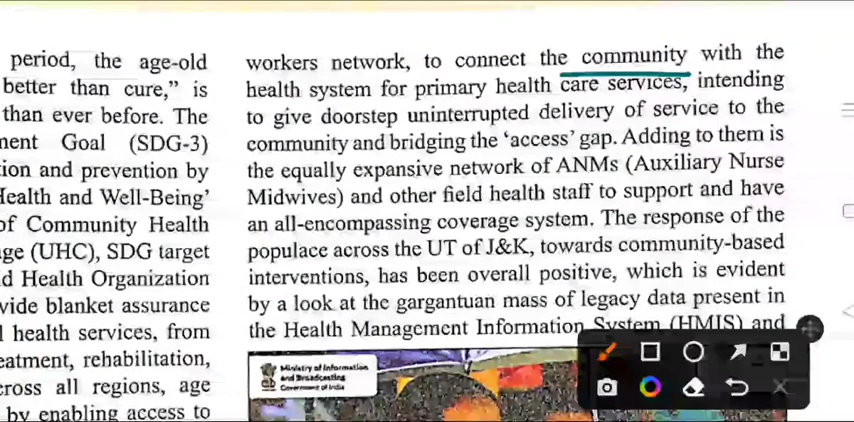 period, the age-old
better than cure,” is
than ever before. The
Goal (SDG-3)
and prevention by
Health and Well-Being’
of Community Health
(UHC), SDG target
Health Organization
blanket assurance
health services, from
rehabilitation,
all regions, age
by enabling access to
workers network, to connect the community with the
health system for primary health care services, intending
to give doorstep uninterrupted delivery of service to the
community and bridging the ‘access’ gap. Adding to them is
the equally expansive network of ANMs (Auxiliary Nurse
Midwives) and other field health staff to support and have
an all-encompassing coverage system. The response of the
populace across the UT of J&K, towards community-based
interventions, has been overall positive, which is evident
by a look at the gargantuan mass of legacy data present in
the Health Management Information System (HMIS) and
Ministry of Information
and Broadcasting
Government of India